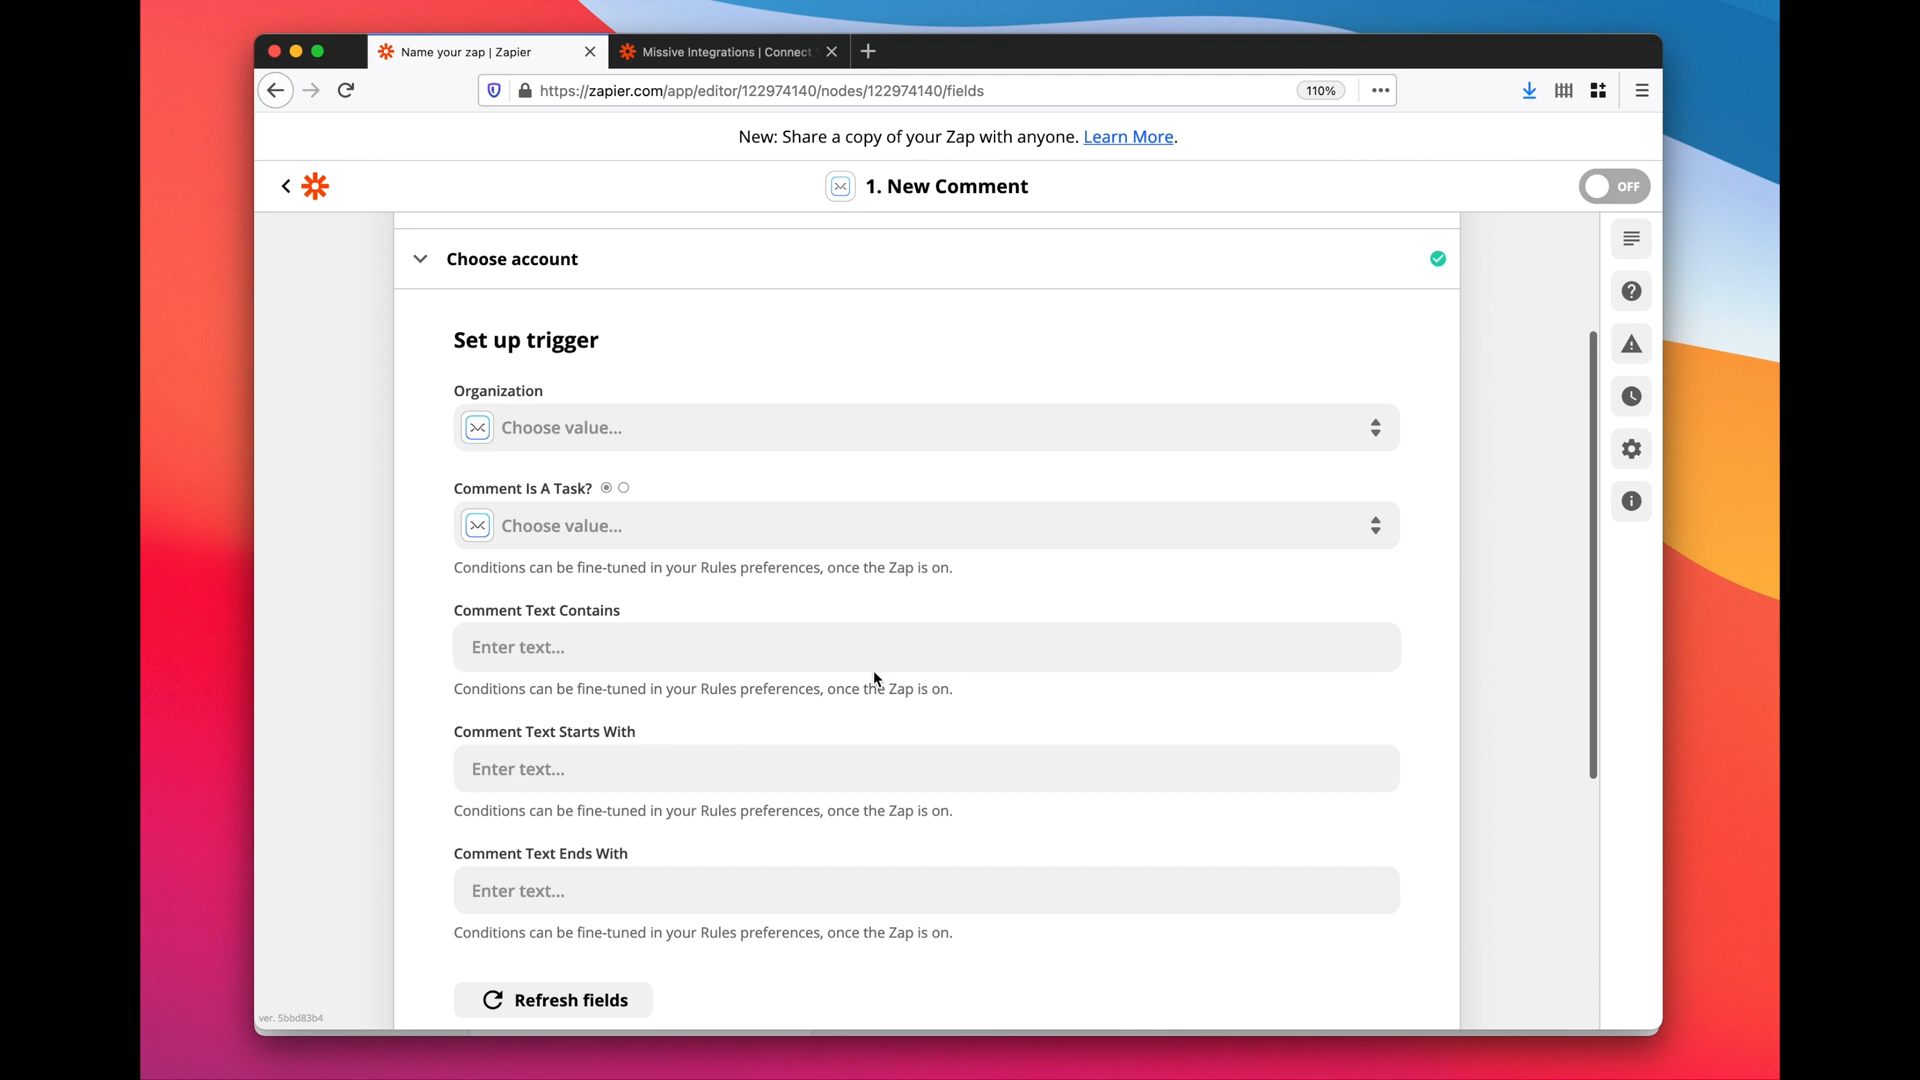 Name your zap | Zapier
Missive Integrations | Connect
https://zapier.com/app/editor/122974140/nodes/122974140/fields
110%
New: Share a copy of your Zap with anyone. Learn More.
1. New Comment
OFF
Choose account
Set up trigger
Organization
Choose value...
Comment Is A Task?
Choose value...
Conditions can be fine-tuned in your Rules preferences, once the Zap is on.
Comment Text Contains
Enter text...
Conditions can be fine-tuned in your Rules preferences, once the Zap is on.
Comment Text Starts With
Enter text...
Conditions can be fine-tuned in your Rules preferences, once the Zap is on.
Comment Text Ends With
Enter text...
Conditions can be fine-tuned in your Rules preferences, once the Zap is on.
Refresh fields
ver. 5bbd83b4